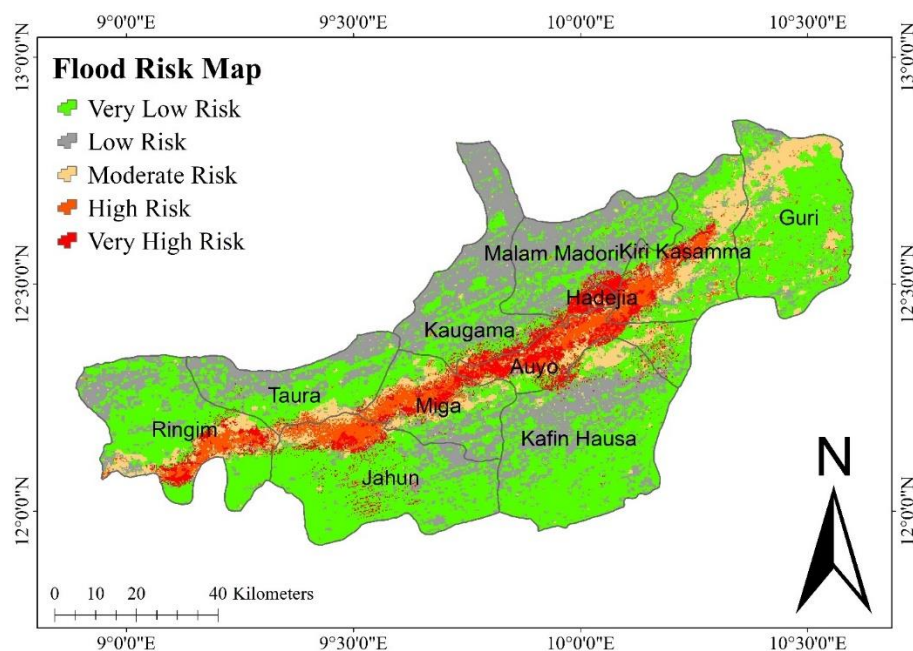 9°0'0"E 9°30'0"E 10°0'0"E 10°30'0"E
13°0'0"N 13°0'0"N
Flood Risk Map
Very Low Risk
Low Risk
Moderate Risk
High Risk
Very High Risk
Guri
Malam Madori Kiri Kasamma
12°30'0"N 12°30'0"N
Hadejia
Kaugama
Auyo
Taura
Miga
Ringim
Kafin Hausa
Jahun
N
12°0'0"N 12°0'0"N
0 10 20 40 Kilometers
9°0'0"E 9°30'0"E 10°0'0"E 10°30'0"E